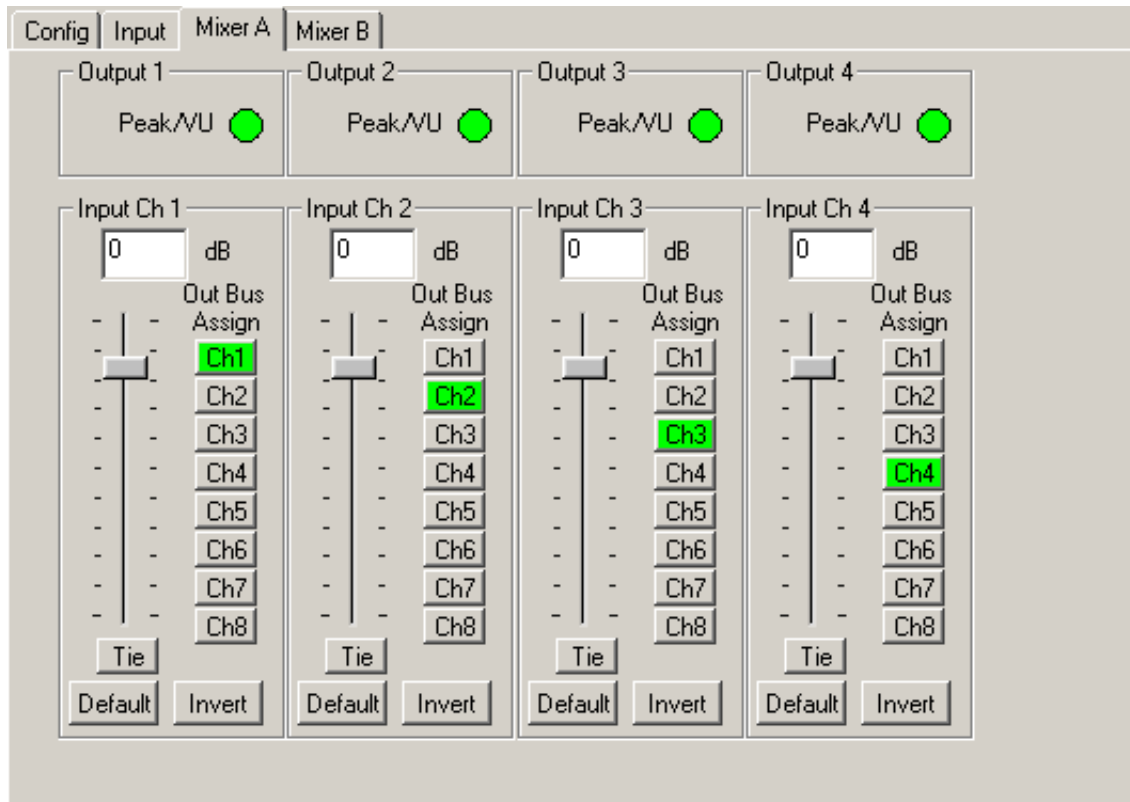 Config Input Mixer A Mixer B
Output 1 Output 2 Output 3 Output 4
Peak/VU Peak/VU Peak/VU Peak/VU
Input Ch 1 Input Ch 2 Input Ch 3 Input Ch 4
0 dB 0 dB 0 dB 0 dB
Out Bus Out Bus Out Bus Out Bus
Assign Assign Assign Assign
Ch1 Ch1 Ch1 Ch1
Ch2 Ch2 Ch2 Ch2
Ch3 Ch3 Ch3 Ch3
Ch4 Ch4 Ch4 Ch4
Ch5 Ch5 Ch5 Ch5
Ch6 Ch6 Ch6 Ch6
Ch7 Ch7 Ch7 Ch7
Ch8 Ch8 Ch8 Ch8
Tie Tie Tie Tie
Default Invert Default Invert Default Invert Default Invert